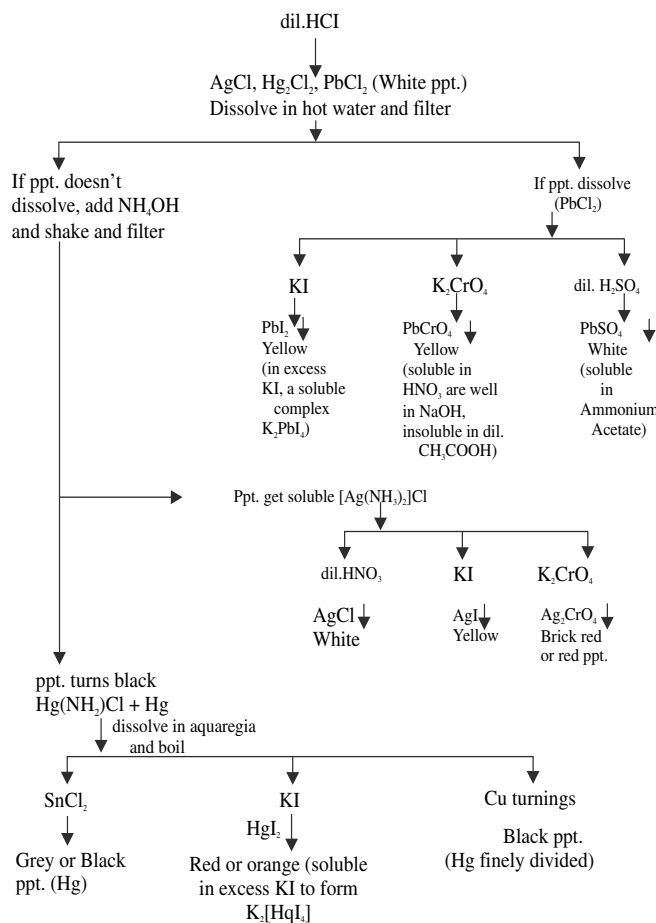 dil.HCI
AgCl, Hg₂Cl₂, PbCl₂ (White ppt.)
Dissolve in hot water and filter
If ppt. doesn't
dissolve, add NH₄OH
and shake and filter
If ppt. dissolve
(PbCl₂)
KI
PbI₂
Yellow
(in excess
KI, a soluble
complex
K₂PbI₄)
K₂CrO₄
PbCrO₄
Yellow
(soluble in
HNO₃ are well
in NaOH,
insoluble in dil.
CH₃COOH)
dil. H₂SO₄
PbSO₄
White
(soluble
in
Ammonium
Acetate)
Ppt. get soluble [Ag(NH₃)₂]Cl
dil.HNO₃
AgCl
White
KI
AgI
Yellow
K₂CrO₄
Ag₂CrO₄
Brick red
or red ppt.
ppt. turns black
Hg(NH₂)Cl + Hg
dissolve in aquaregia
and boil
SnCl₂
Grey or Black
ppt. (Hg)
KI
HgI₂
Red or orange (soluble
in excess KI to form
K₂[HqI₄]
Cu turnings
Black ppt.
(Hg finely divided)